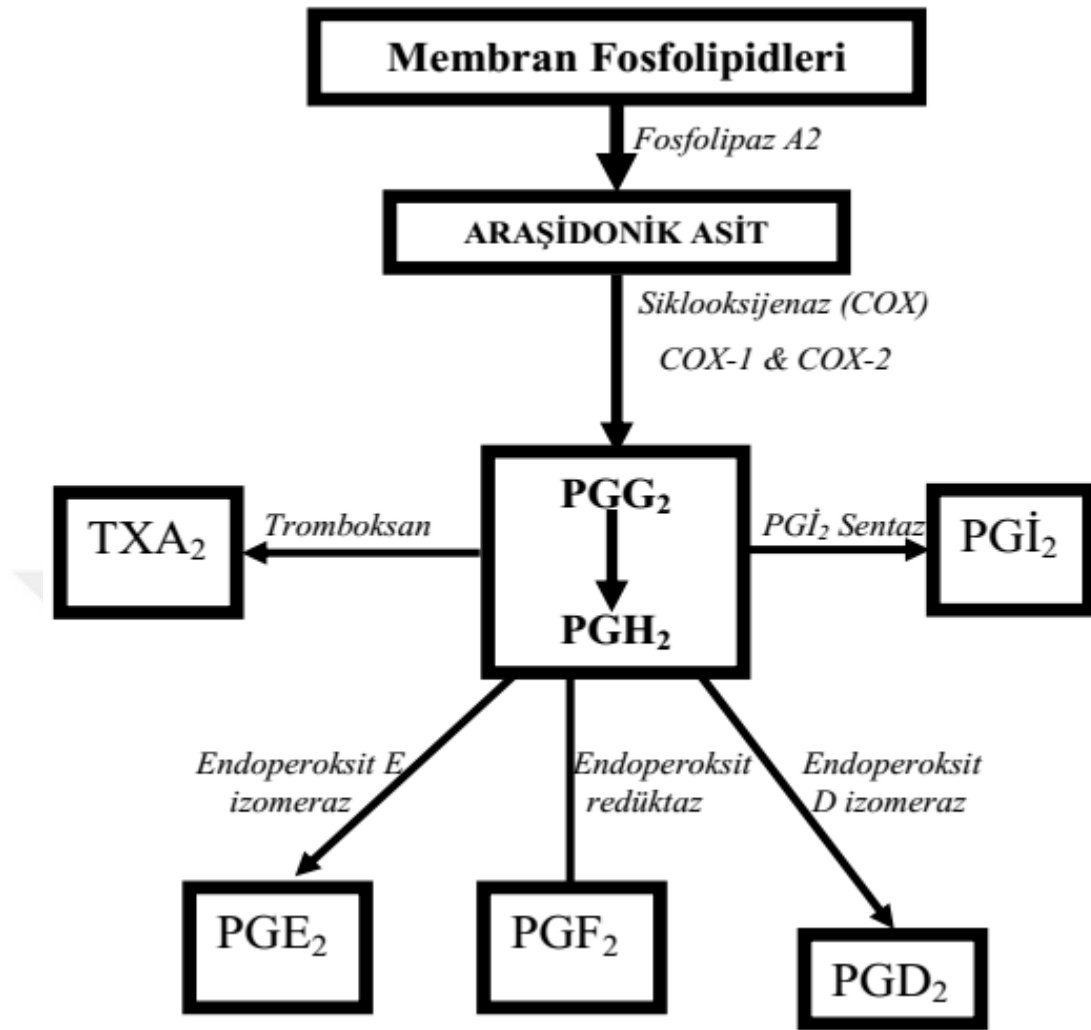 Membran Fosfolipidleri
Fosfolipaz A2
ARAŞİDONİK ASİT
Siklooksijenaz (COX)
COX-1 & COX-2
PGG₂
TXA₂
Tromboksan
PGİ₂ Sentaz
PGİ₂
PGH₂
Endoperoksit E
izomeraz
Endoperoksit
redüktaz
Endoperoksit
D izomeraz
PGE₂
PGF₂
PGD₂